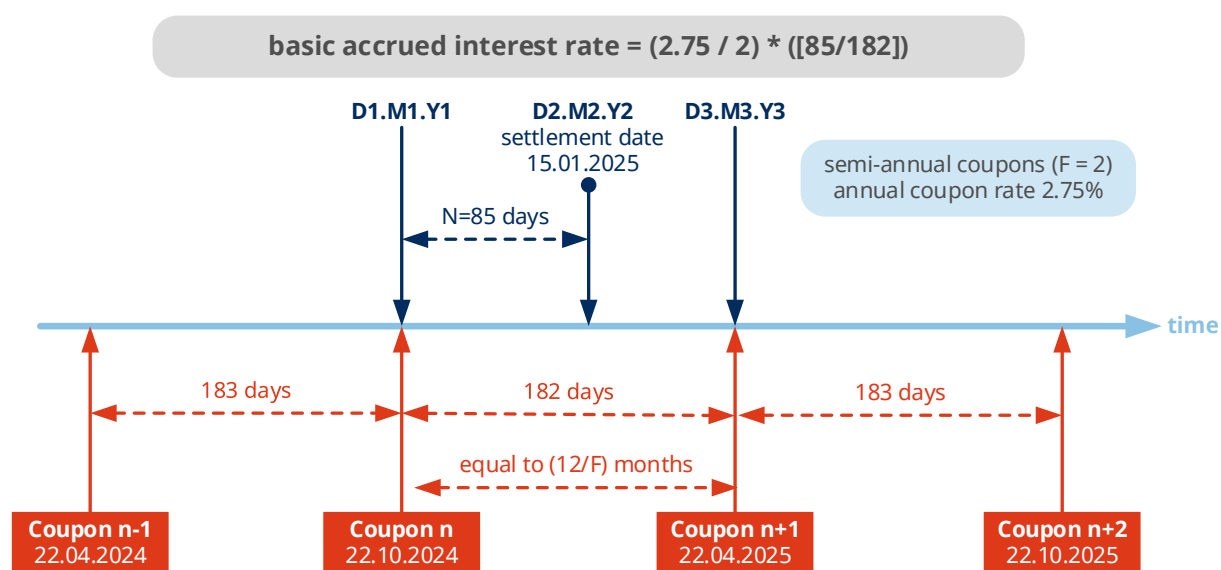 basic accrued interest rate = (2.75 / 2) * ([85/182])
D1.M1.Y1
D2.M2.Y2
settlement date
15.01.2025
D3.M3.Y3
semi-annual coupons (F = 2)
annual coupon rate 2.75%
N=85 days
time
183 days
182 days
183 days
equal to (12/F) months
Coupon n-1
22.04.2024
Coupon n
22.10.2024
Coupon n+1
22.04.2025
Coupon n+2
22.10.2025